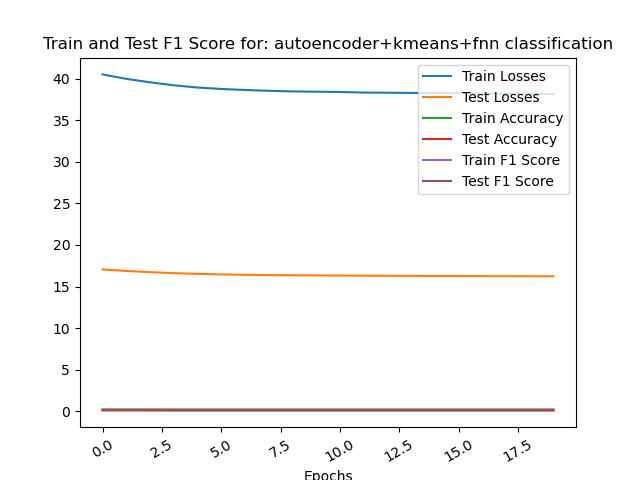 Train and Test F1 Score for: autoencoder+kmeans+fnn classification
40
35
30
25
20
15
10
5
0
Train Losses
Test Losses
Train Accuracy
Test Accuracy
Train F1 Score
Test F1 Score
0.0 2.5 5.0 7.5 10.0 12.5 15.0 17.5
Epochs